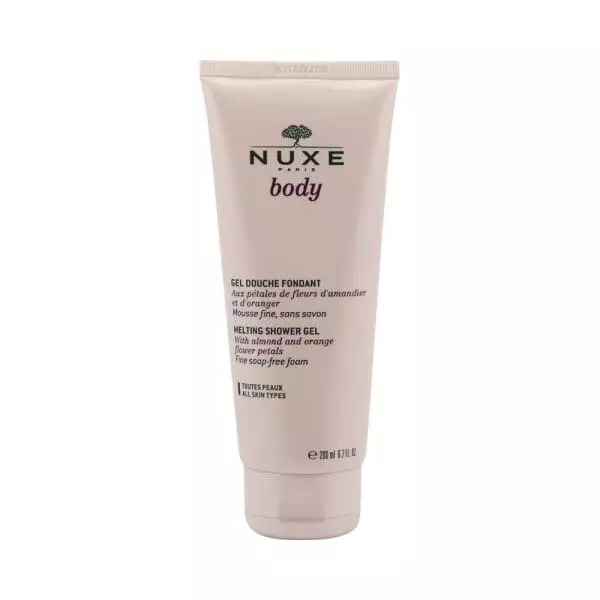 NUXE
PARIS
body
GEL DOUCHE FONDANT
Aux pétales de fleurs d'amandier
et d'oranger
Mousse fine, sans savon
MELTING SHOWER GEL
With almond and orange
flower petals
Fine soap-free foam
TOUTES PEAUX
ALL SKIN TYPES
℮ 200 ml 6.7 FL. OZ.